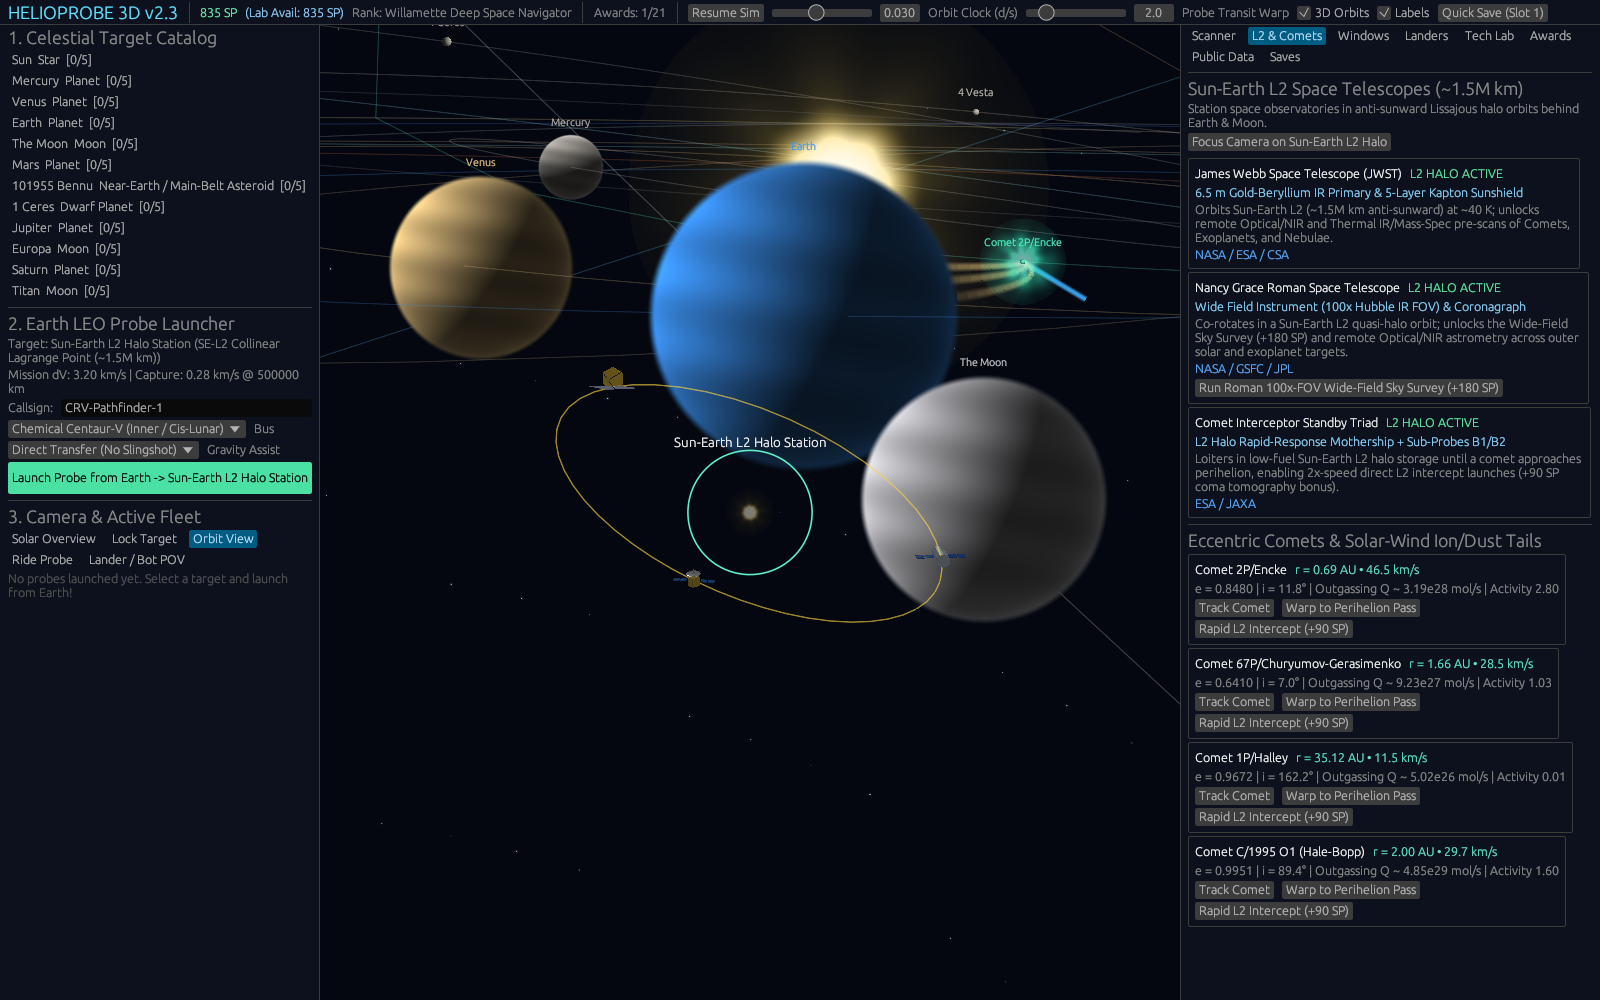 HELIOPROBE 3D v2.3
835 SP (Lab Avail: 835 SP) Rank: Willamette Deep Space Navigator
Awards: 1/21
Resume Sim
0.030 Orbit Clock (d/s)
2.0 Probe Transit Warp
3D Orbits
Labels
Quick Save (Slot 1)
1. Celestial Target Catalog
Sun Star [0/5]
Mercury Planet [0/5]
Venus Planet [0/5]
Earth Planet [0/5]
The Moon Moon [0/5]
Mars Planet [0/5]
101955 Bennu Near-Earth / Main-Belt Asteroid [0/5]
1 Ceres Dwarf Planet [0/5]
Jupiter Planet [0/5]
Europa Moon [0/5]
Saturn Planet [0/5]
Titan Moon [0/5]
2. Earth LEO Probe Launcher
Target: Sun-Earth L2 Halo Station (SE-L2 Collinear
Lagrange Point (~1.5M km))
Mission dV: 3.20 km/s | Capture: 0.28 km/s @ 500000
km
Callsign: CRV-Pathfinder-1
Chemical Centaur-V (Inner / Cis-Lunar) Bus
Direct Transfer (No Slingshot) Gravity Assist
Launch Probe from Earth -> Sun-Earth L2 Halo Station
3. Camera & Active Fleet
Solar Overview Lock Target Orbit View
Ride Probe Lander / Bot POV
No probes launched yet. Select a target and launch
from Earth!
4 Vesta
Mercury
Earth
Venus
Comet 2P/Encke
The Moon
Sun-Earth L2 Halo Station
Scanner L2 & Comets Windows Landers Tech Lab Awards
Public Data Saves
Sun-Earth L2 Space Telescopes (~1.5M km)
Station space observatories in anti-sunward Lissajous halo orbits behind
Earth & Moon.
Focus Camera on Sun-Earth L2 Halo
James Webb Space Telescope (JWST) L2 HALO ACTIVE
6.5 m Gold-Beryllium IR Primary & 5-Layer Kapton Sunshield
Orbits Sun-Earth L2 (~1.5M km anti-sunward) at ~40 K; unlocks
remote Optical/NIR and Thermal IR/Mass-Spec pre-scans of Comets,
Exoplanets, and Nebulae.
NASA / ESA / CSA
Nancy Grace Roman Space Telescope L2 HALO ACTIVE
Wide Field Instrument (100x Hubble IR FOV) & Coronagraph
Co-rotates in a Sun-Earth L2 quasi-halo orbit; unlocks the Wide-Field
Sky Survey (+180 SP) and remote Optical/NIR astrometry across outer
solar and exoplanet targets.
NASA / GSFC / JPL
Run Roman 100x-FOV Wide-Field Sky Survey (+180 SP)
Comet Interceptor Standby Triad L2 HALO ACTIVE
L2 Halo Rapid-Response Mothership + Sub-Probes B1/B2
Loiters in low-fuel Sun-Earth L2 halo storage until a comet approaches
perihelion, enabling 2x-speed direct L2 intercept launches (+90 SP
coma tomography bonus).
ESA / JAXA
Eccentric Comets & Solar-Wind Ion/Dust Tails
Comet 2P/Encke r = 0.69 AU • 46.5 km/s
e = 0.8480 | i = 11.8° | Outgassing Q ~ 3.19e28 mol/s | Activity 2.80
Track Comet Warp to Perihelion Pass
Rapid L2 Intercept (+90 SP)
Comet 67P/Churyumov-Gerasimenko r = 1.66 AU • 28.5 km/s
e = 0.6410 | i = 7.0° | Outgassing Q ~ 9.23e27 mol/s | Activity 1.03
Track Comet Warp to Perihelion Pass
Rapid L2 Intercept (+90 SP)
Comet 1P/Halley r = 35.12 AU • 11.5 km/s
e = 0.9672 | i = 162.2° | Outgassing Q ~ 5.02e26 mol/s | Activity 0.01
Track Comet Warp to Perihelion Pass
Rapid L2 Intercept (+90 SP)
Comet C/1995 O1 (Hale-Bopp) r = 2.00 AU • 29.7 km/s
e = 0.9951 | i = 89.4° | Outgassing Q ~ 4.85e29 mol/s | Activity 1.60
Track Comet Warp to Perihelion Pass
Rapid L2 Intercept (+90 SP)